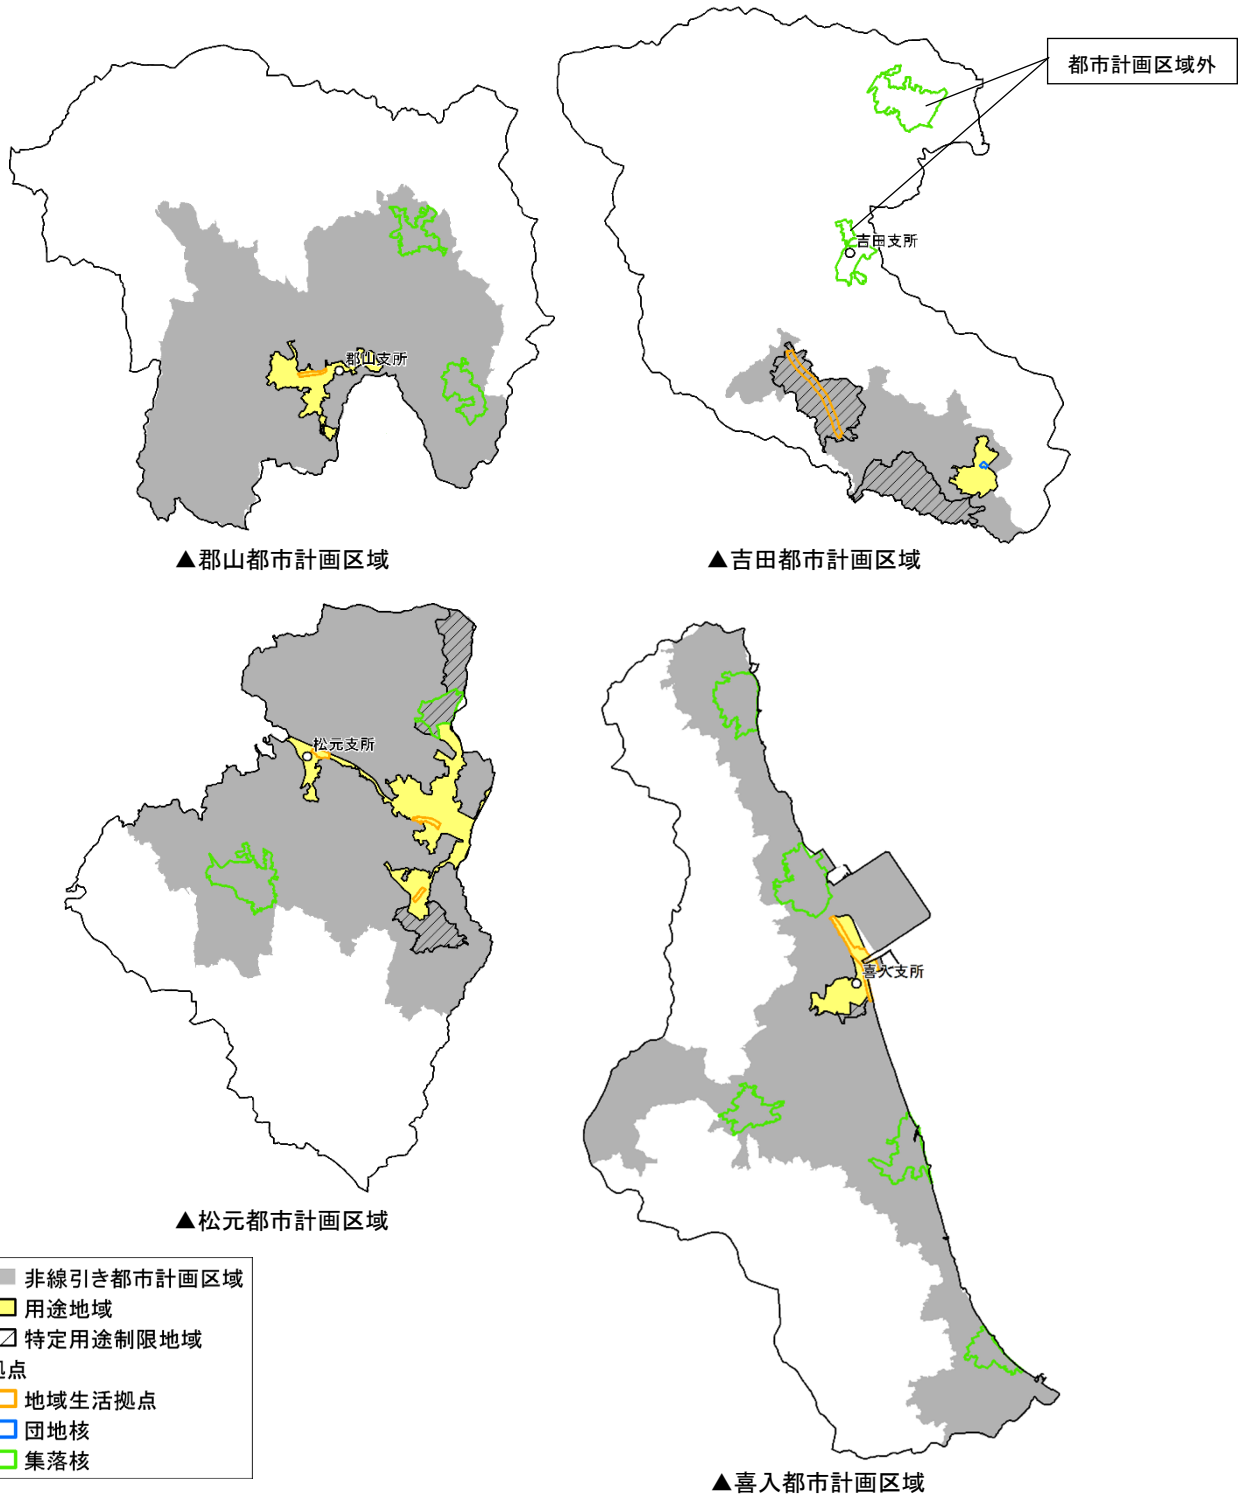 都市計画区域外
吉田支所
郡山支所
▲郡山都市計画区域
▲吉田都市計画区域
松元支所
喜入支所
▲松元都市計画区域
非線引き都市計画区域
用途地域
特定用途制限地域
点
地域生活拠点
団地核
集落核
▲喜入都市計画区域